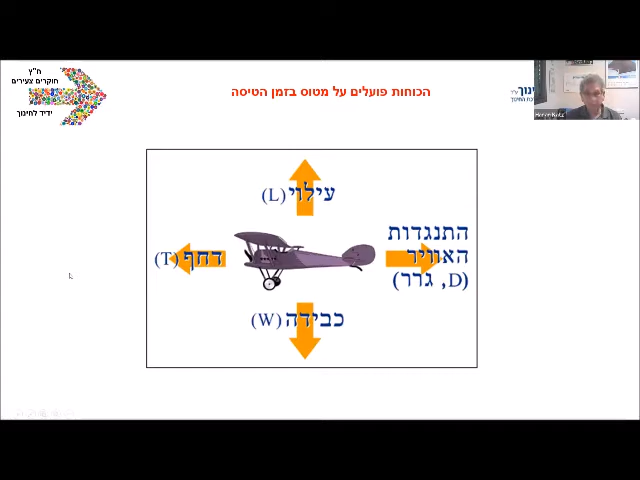 ח"ץ
חוקרים צעירים
ידיד לחינוך
הכוחות פועלים על מטוס בזמן הטיסה
עילוי (L)
דחף (T)
התנגדות
האוויר
(D, גרר)
כבידה (W)